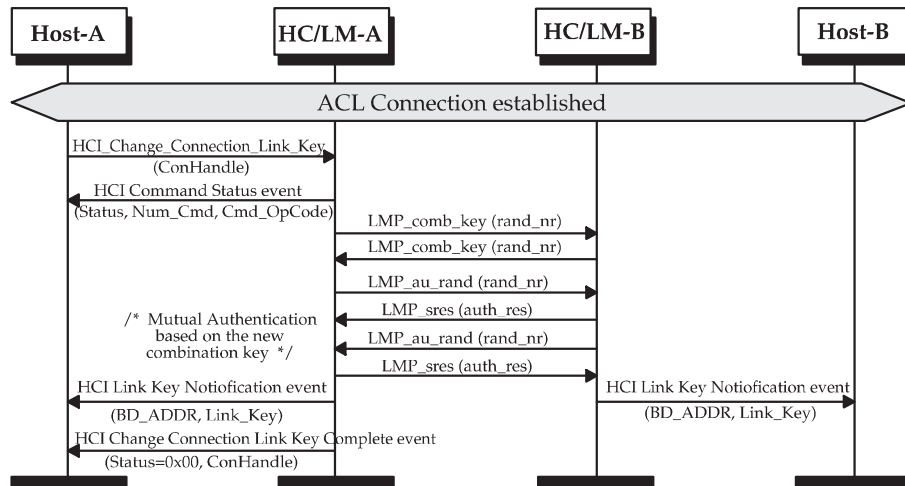 Host-A HC/LM-A HC/LM-B Host-B
ACL Connection established
HCI_Change_Connection_Link_Key
(ConHandle)
HCI Command Status event
(Status, Num_Cmd, Cmd_OpCode)
LMP_comb_key (rand_nr)
LMP_comb_key (rand_nr)
LMP_au_rand (rand_nr)
LMP_sres (auth_res)
/* Mutual Authentication
based on the new
combination key */
LMP_au_rand (rand_nr)
LMP_sres (auth_res)
HCI Link Key Notiofication event
(BD_ADDR, Link_Key)
HCI Link Key Notiofication event
(BD_ADDR, Link_Key)
HCI Change Connection Link Key Complete event
(Status=0x00, ConHandle)